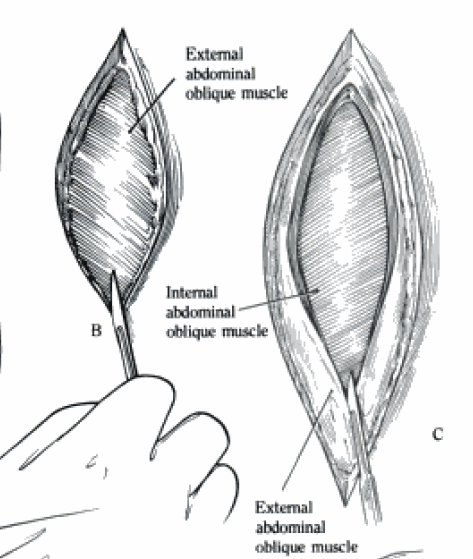 External
abdominal
oblique muscle
Internal
abdominal
oblique muscle
B
C
External
abdominal
oblique muscle